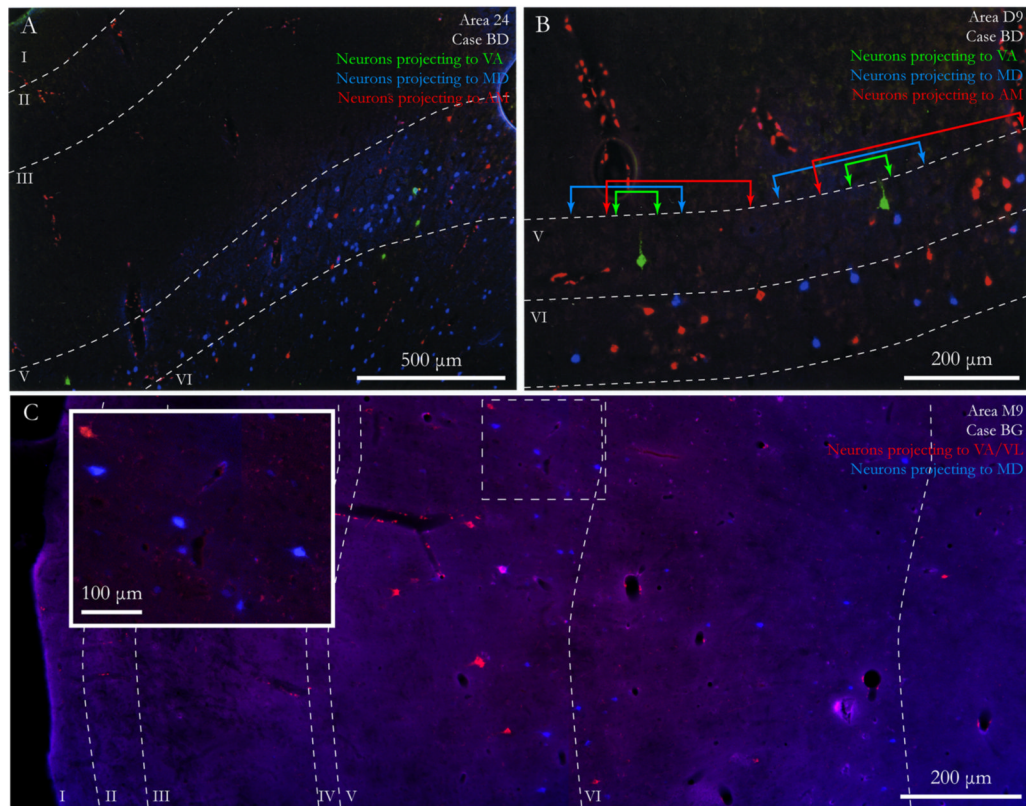 A
Area 24
Case BD
Neurons projecting to VA
Neurons projecting to MD
Neurons projecting to AM
I
II
III
V
VI
500 μm
B
Area D9
Case BD
Neurons projecting to VA
Neurons projecting to MD
Neurons projecting to AM
V
VI
200 μm
C
Area M9
Case BG
Neurons projecting to VA/VL
Neurons projecting to MD
100 μm
I
II
III
IV
V
VI
200 μm